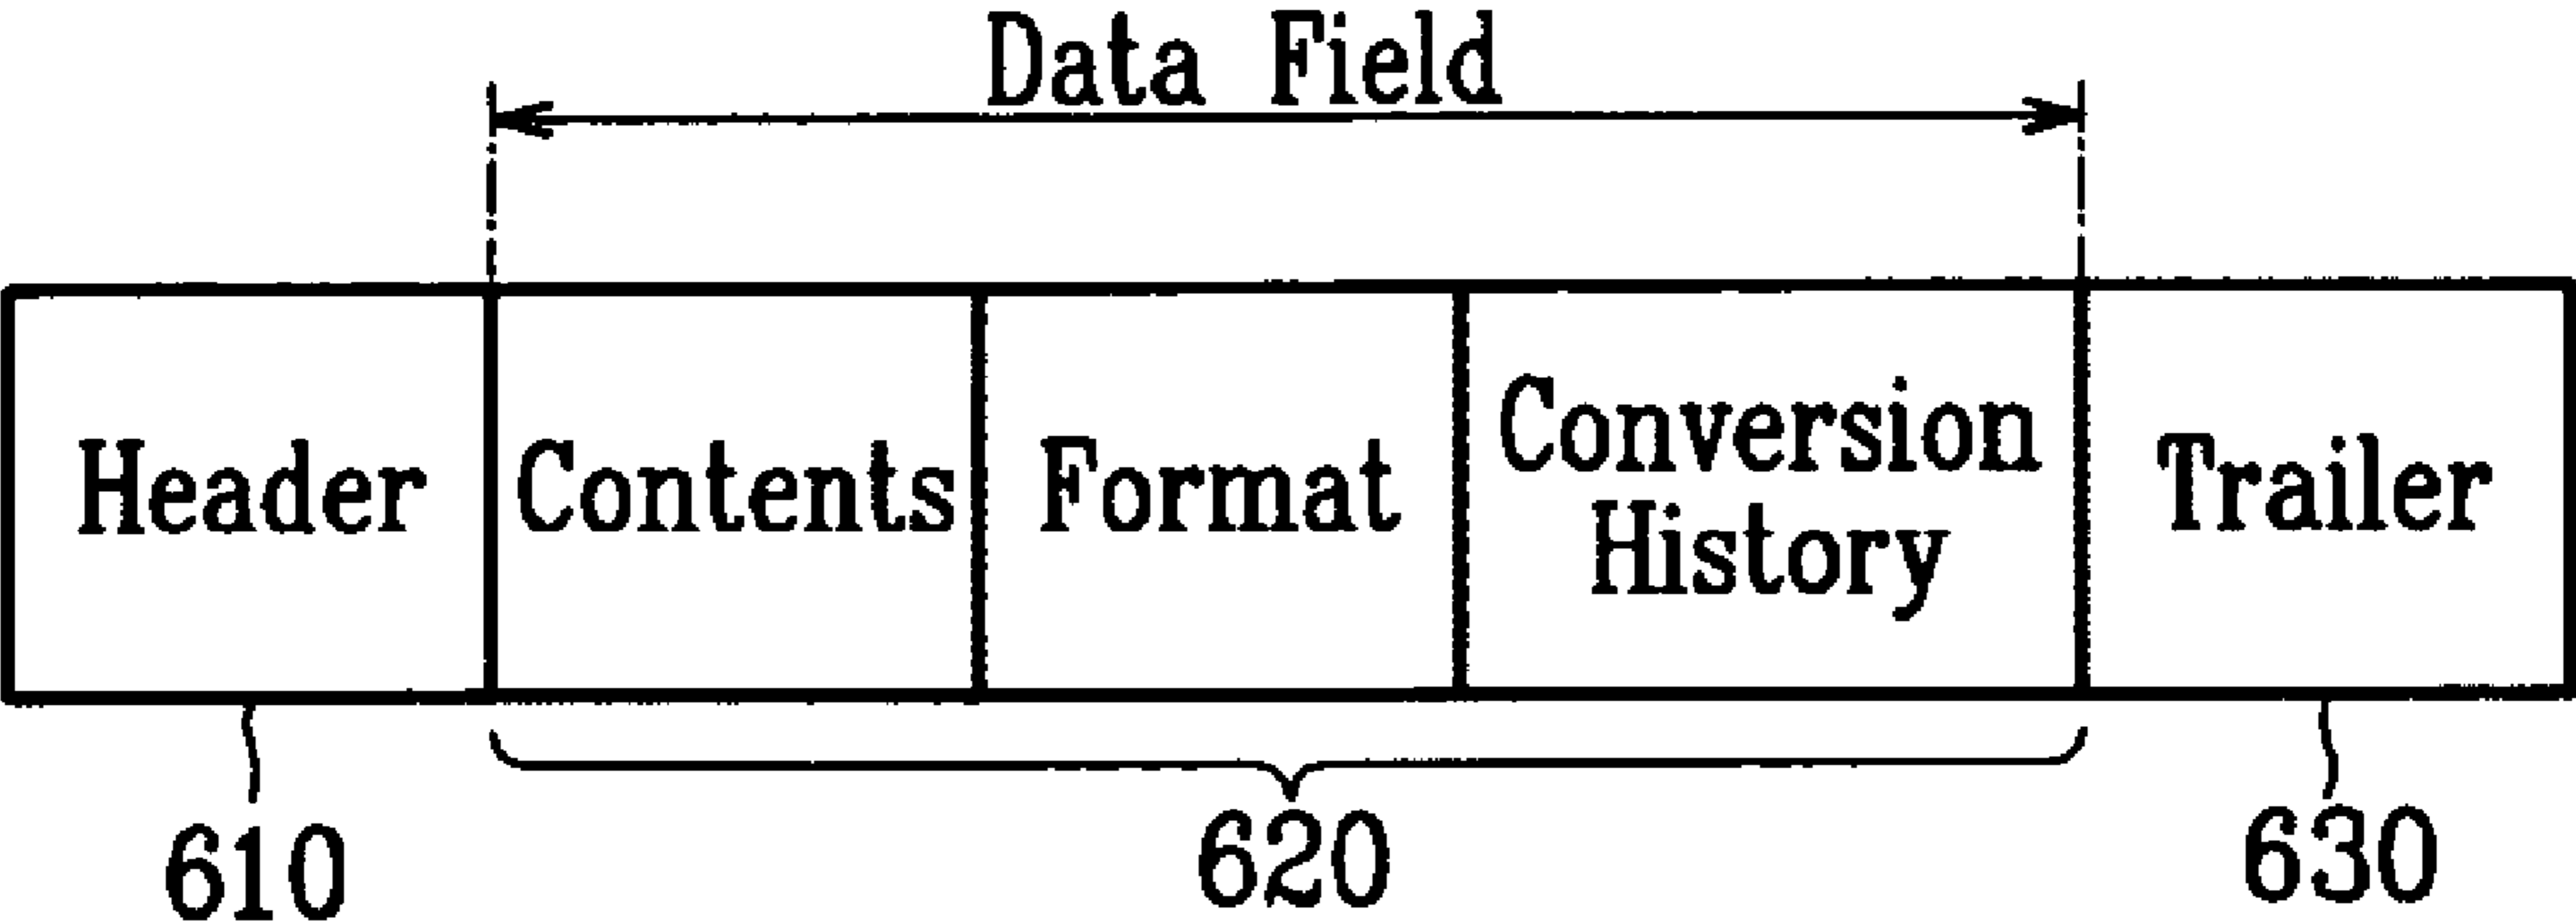 Data Field
Header
Contents
Format
Conversion
History
Trailer
610
620
630